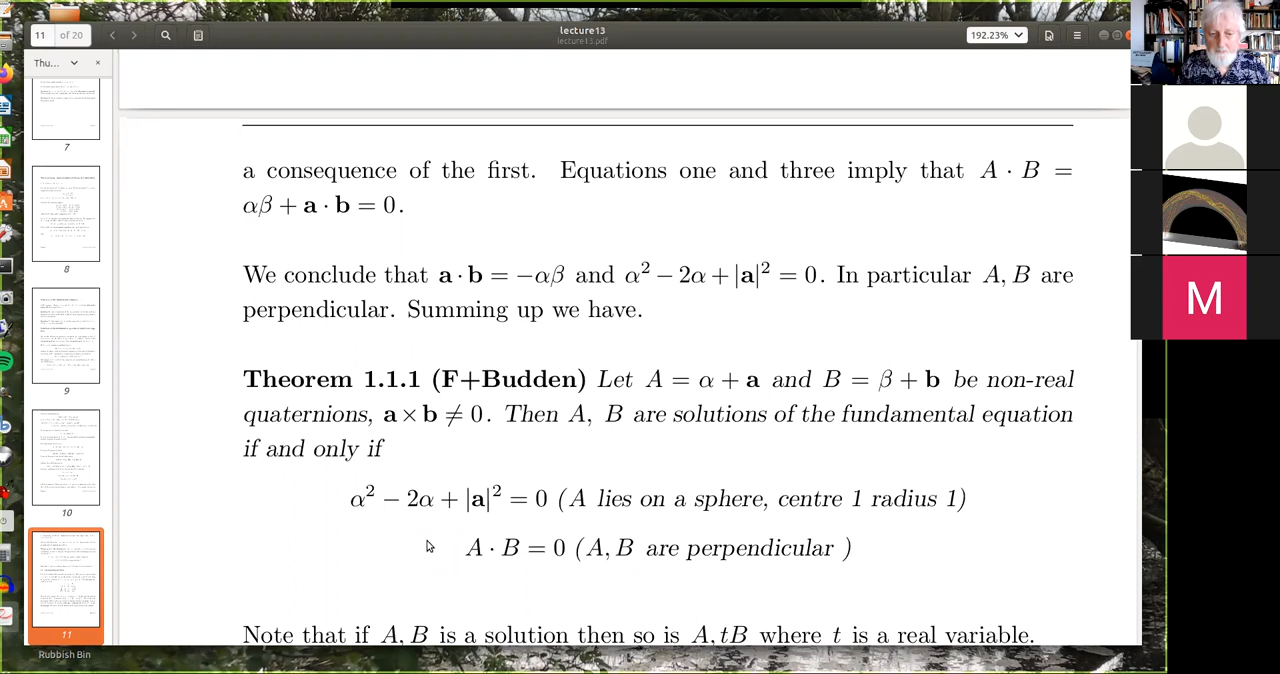 11 of 20
lecture13
lecture13.pdf
192.23%
Thu...
7
8
9
10
11
Rubbish Bin
a consequence of the first. Equations one and three imply that A · B =
αβ + a · b = 0.
We conclude that a · b = −αβ and α² − 2α + |a|² = 0. In particular A, B are
perpendicular. Summing up we have.
Theorem 1.1.1 (F+Budden) Let A = α + a and B = β + b be non-real
quaternions, a × b ≠ 0. Then A, B are solutions of the fundamental equation
if and only if
α² − 2α + |a|² = 0 (A lies on a sphere, centre 1 radius 1)
A · B = 0 (A, B are perpendicular )
Note that if A, B is a solution then so is A, tB where t is a real variable.
M